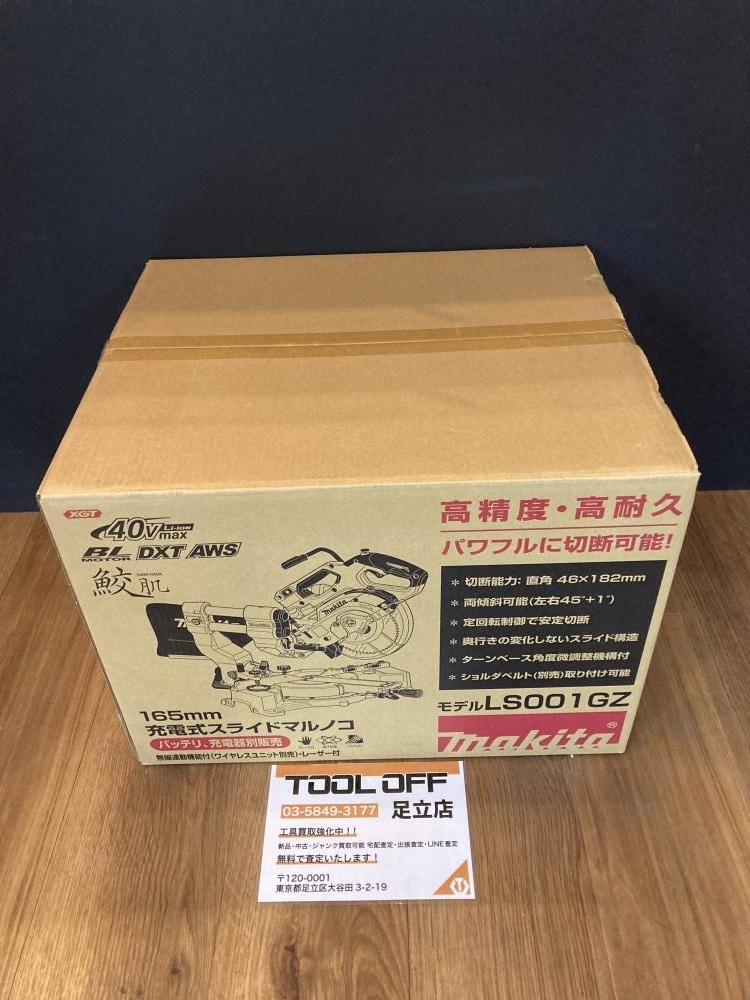 XGT
40Vmax Li-ion
BL MOTOR DXT AWS
鮫肌
SAME-HADA
makita
165mm
充電式スライドマルノコ
バッテリ、充電器別販売
無線連動機能付(ワイヤレスユニット別売)・レーザー付
高精度・高耐久
パワフルに切断可能!
* 切断能力: 直角 46×182mm
* 両傾斜可能(左右45°+1°)
* 定回転制御で安定切断
* 奥行きの変化しないスライド構造
* ターンベース角度微調整機構付
* ショルダベルト(別売)取り付け可能
モデルLS001GZ
makita®
TOOL OFF
03-5849-3177 足立店
工具買取強化中!!
新品・中古・ジャンク買取可能 宅配査定・出張査定・LINE査定
無料で査定いたします!
〒120-0001
東京都足立区大谷田 3-2-19